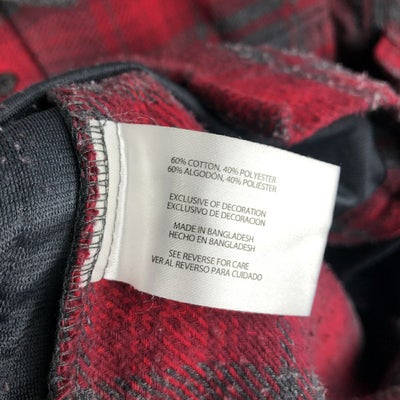 60% COTTON, 40% POLYESTER
60% ALGODÓN, 40% POLIÉSTER
EXCLUSIVE OF DECORATION
EXCLUSIVO DE DECORACIÓN
MADE IN BANGLADESH
HECHO EN BANGLADESH
SEE REVERSE FOR CARE
VER AL REVERSO PARA CUIDADO